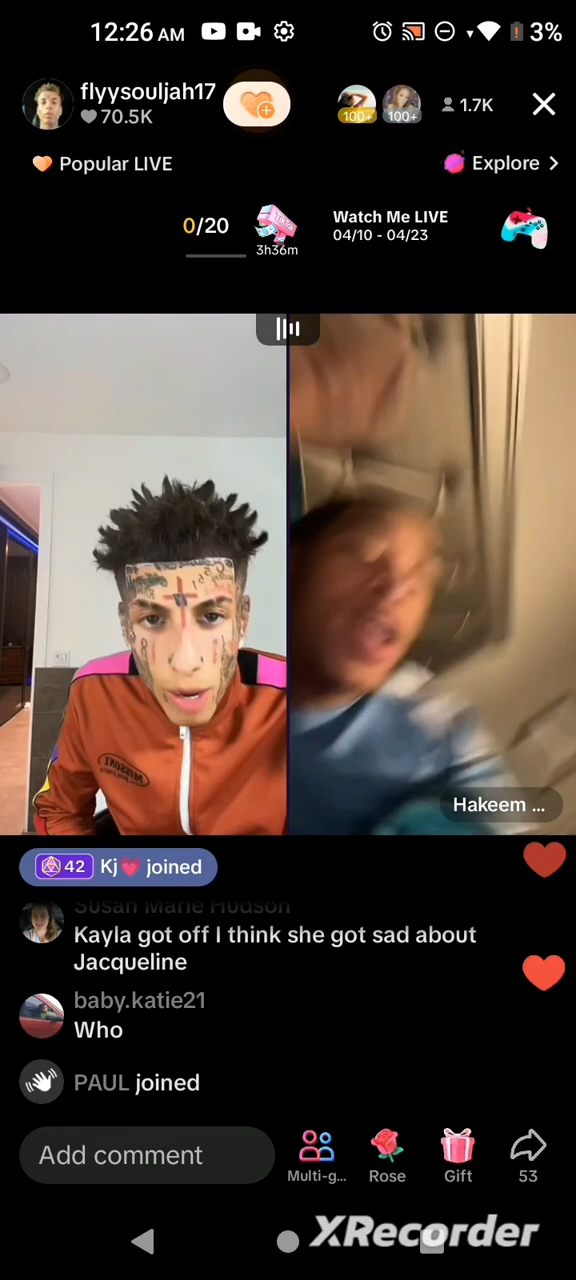 12:26 AM
3%
flyysouljah17
70.5K
100+
100+
1.7K
Popular LIVE
Explore >
0/20
TikTok
3h36m
Watch Me LIVE
04/10 - 04/23
MISSONI
Hakeem ...
42 Kj joined
Susan Marie Hudson
Kayla got off I think she got sad about
Jacqueline
baby.katie21
Who
PAUL joined
Add comment
Multi-g...
Rose
Gift
53
XRecorder